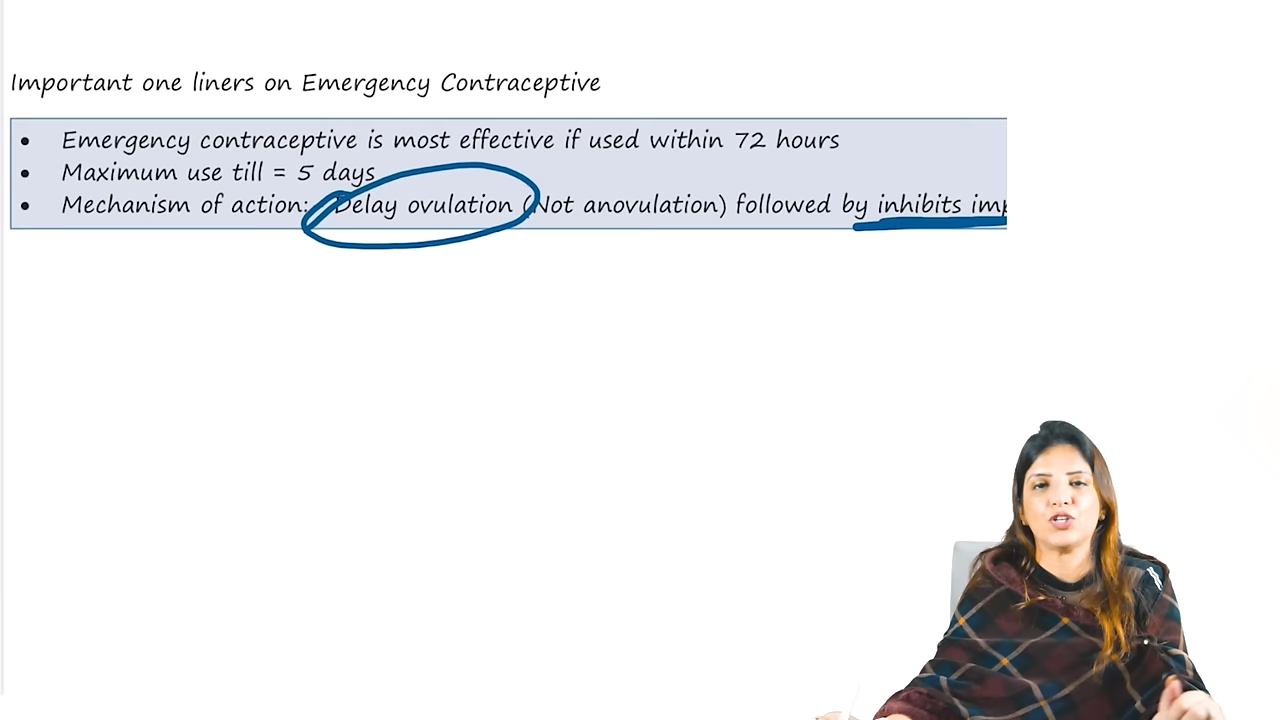 Important one liners on Emergency Contraceptive
• Emergency contraceptive is most effective if used within 72 hours
• Maximum use till = 5 days
• Mechanism of action: Delay ovulation (Not anovulation) followed by inhibits